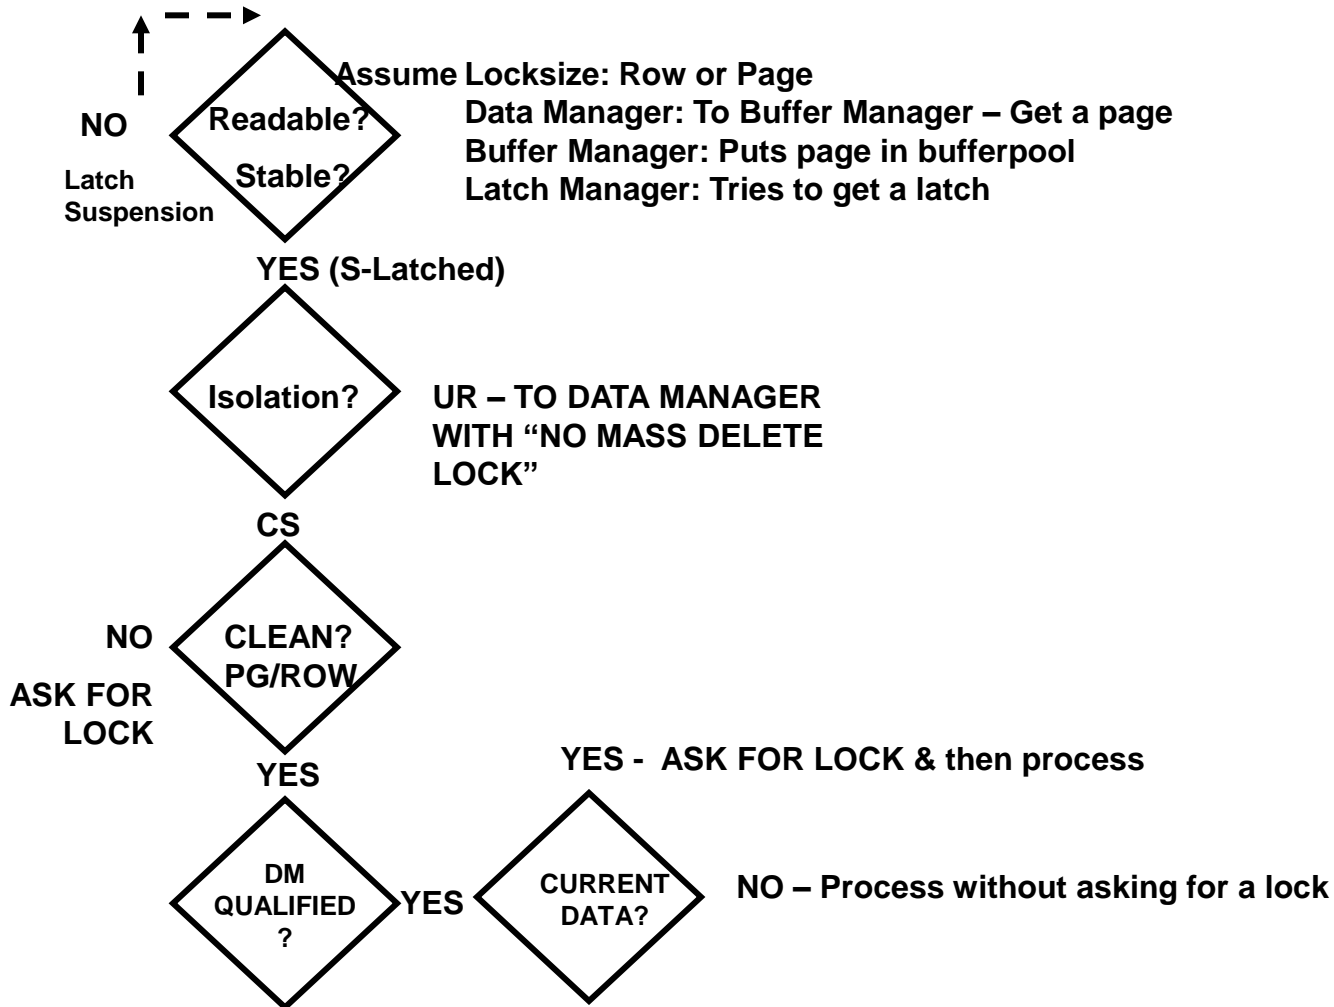 Assume Locksize: Row or Page
Data Manager: To Buffer Manager – Get a page
Buffer Manager: Puts page in bufferpool
Latch Manager: Tries to get a latch
Readable?
Stable?
NO
Latch
Suspension
YES (S-Latched)
Isolation?
UR – TO DATA MANAGER
WITH “NO MASS DELETE
LOCK”
CS
CLEAN?
PG/ROW
NO
ASK FOR
LOCK
YES
YES - ASK FOR LOCK & then process
DM
QUALIFIED
?
YES
CURRENT
DATA?
NO – Process without asking for a lock